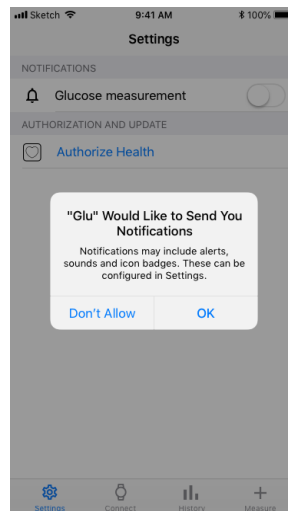 Sketch 9:41 AM 100%
Settings
NOTIFICATIONS
Glucose measurement
AUTHORIZATION AND UPDATE
Authorize Health
"Glu" Would Like to Send You
Notifications
Notifications may include alerts,
sounds and icon badges. These can be
configured in Settings.
Don't Allow OK
Settings Connect History Measure